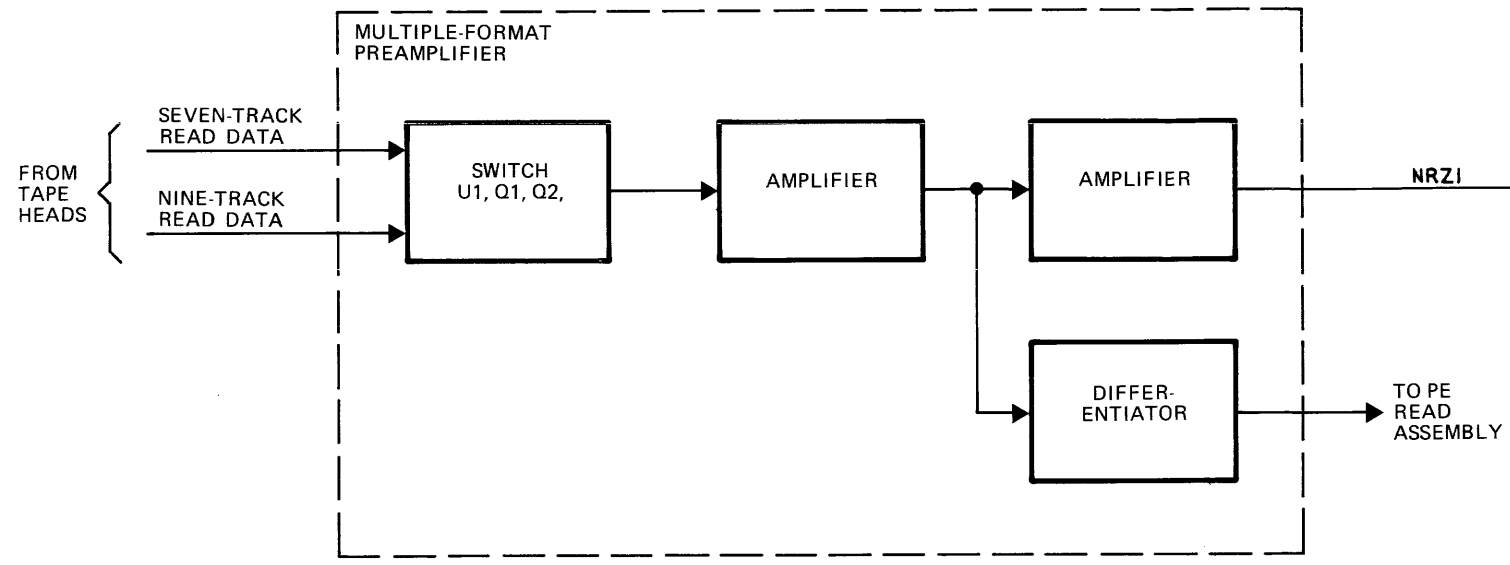 MULTIPLE-FORMAT
PREAMPLIFIER
SEVEN-TRACK
READ DATA
FROM
TAPE
HEADS
NINE-TRACK
READ DATA
SWITCH
U1, Q1, Q2,
AMPLIFIER
AMPLIFIER
NRZI
DIFFER-
ENTIATOR
TO PE
READ
ASSEMBLY